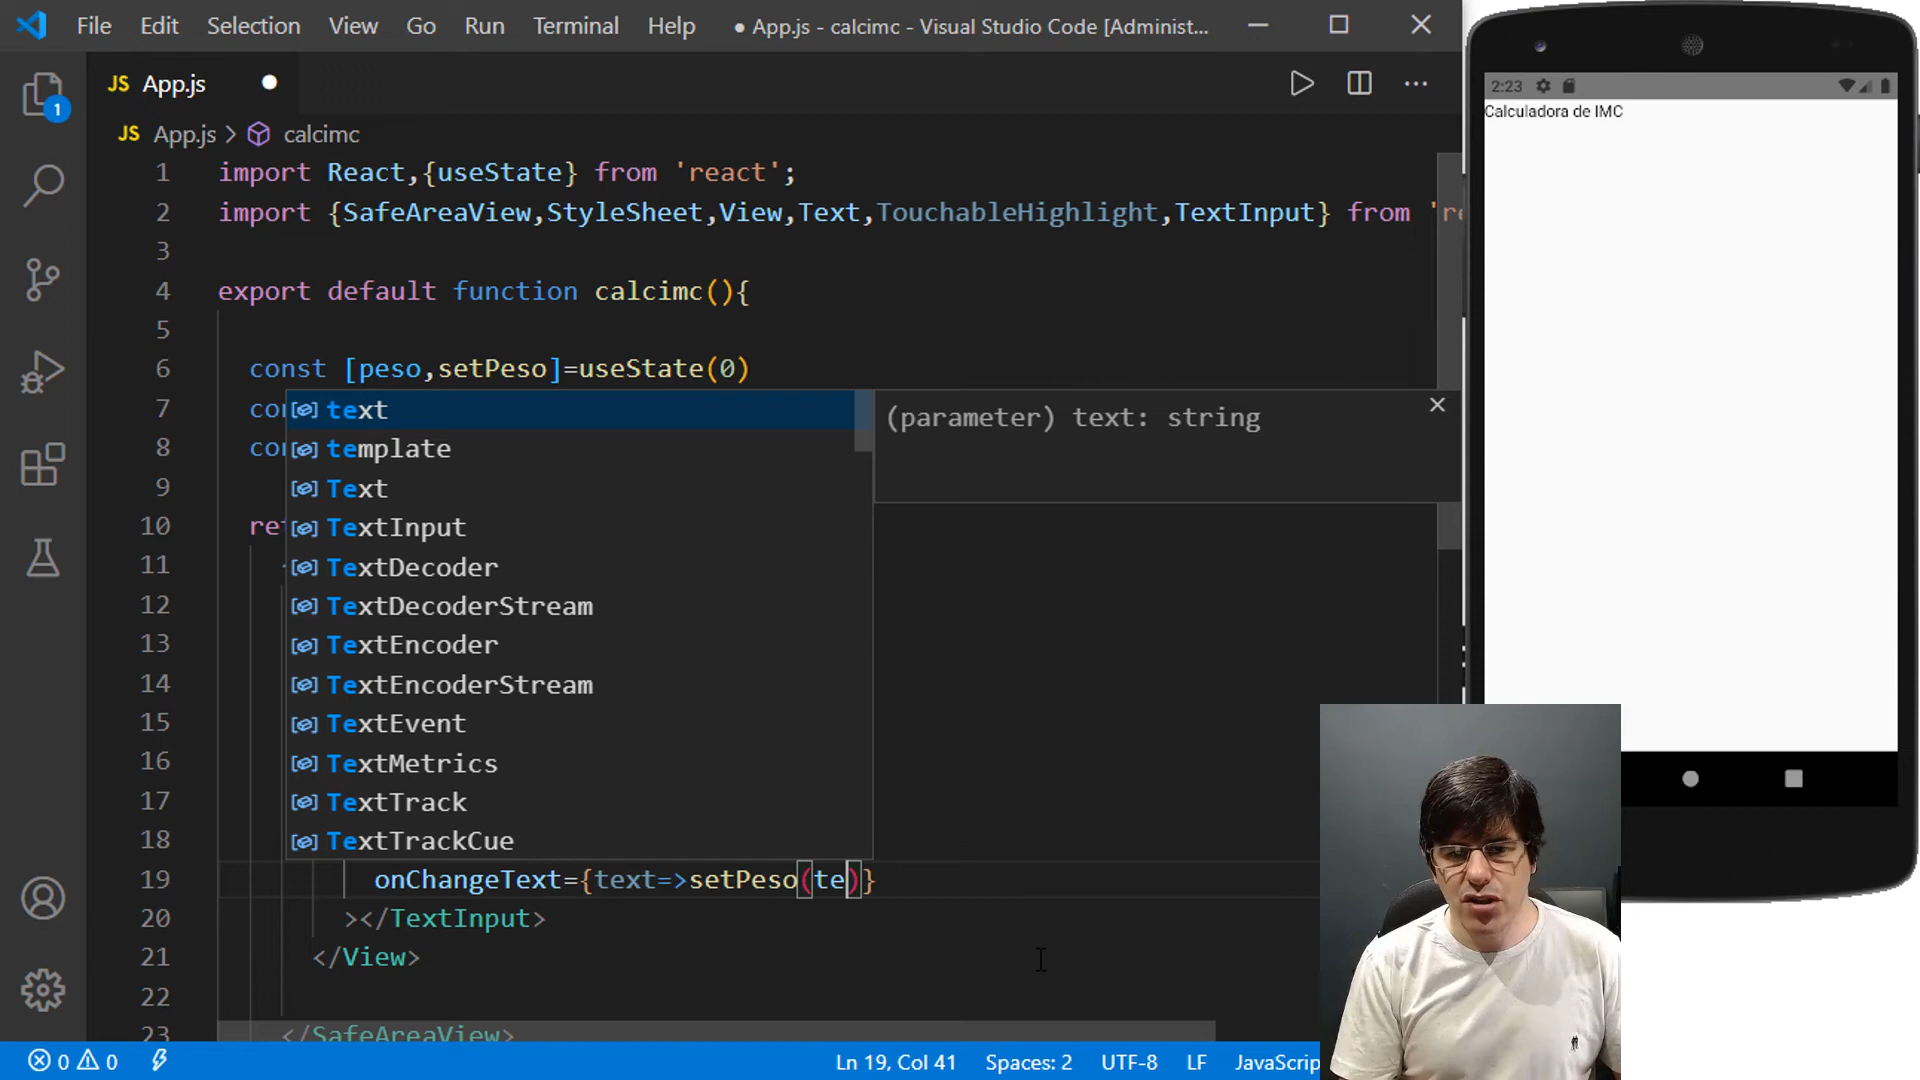 File Edit Selection View Go Run Terminal Help ● App.js - calcimc - Visual Studio Code [Administ...
JS App.js
JS App.js > calcimc
1 import React,{useState} from 'react';
2 import {SafeAreaView,StyleSheet,View,Text,TouchableHighlight,TextInput} from 're
3
4 export default function calcimc(){
5
6 const [peso,setPeso]=useState(0)
7 con
8 con
9
10 ret
11
12
13
14
15
16
17
18
text
template
Text
TextInput
TextDecoder
TextDecoderStream
TextEncoder
TextEncoderStream
TextEvent
TextMetrics
TextTrack
TextTrackCue
(parameter) text: string
19 onChangeText={text=>setPeso(te)}
20 ></TextInput>
21 </View>
22
23 </SafeAreaView>
1
0 0 Ln 19, Col 41 Spaces: 2 UTF-8 LF JavaScrip
2:23
Calculadora de IMC